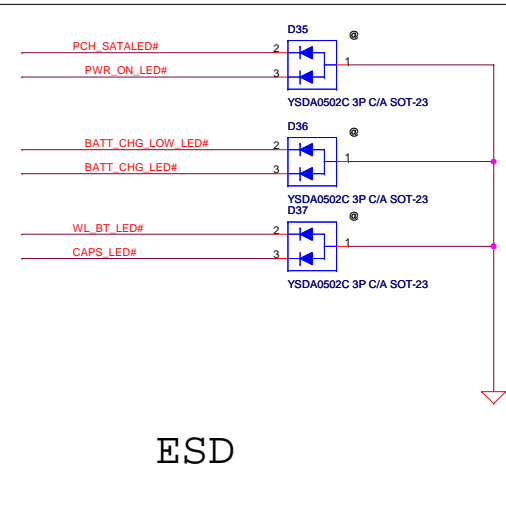 D35
@
PCH_SATALED#
2
1
PWR_ON_LED#
3
YSDA0502C 3P C/A SOT-23
D36
@
BATT_CHG_LOW_LED#
2
1
BATT_CHG_LED#
3
YSDA0502C 3P C/A SOT-23
D37
@
WL_BT_LED#
2
1
CAPS_LED#
3
YSDA0502C 3P C/A SOT-23
ESD